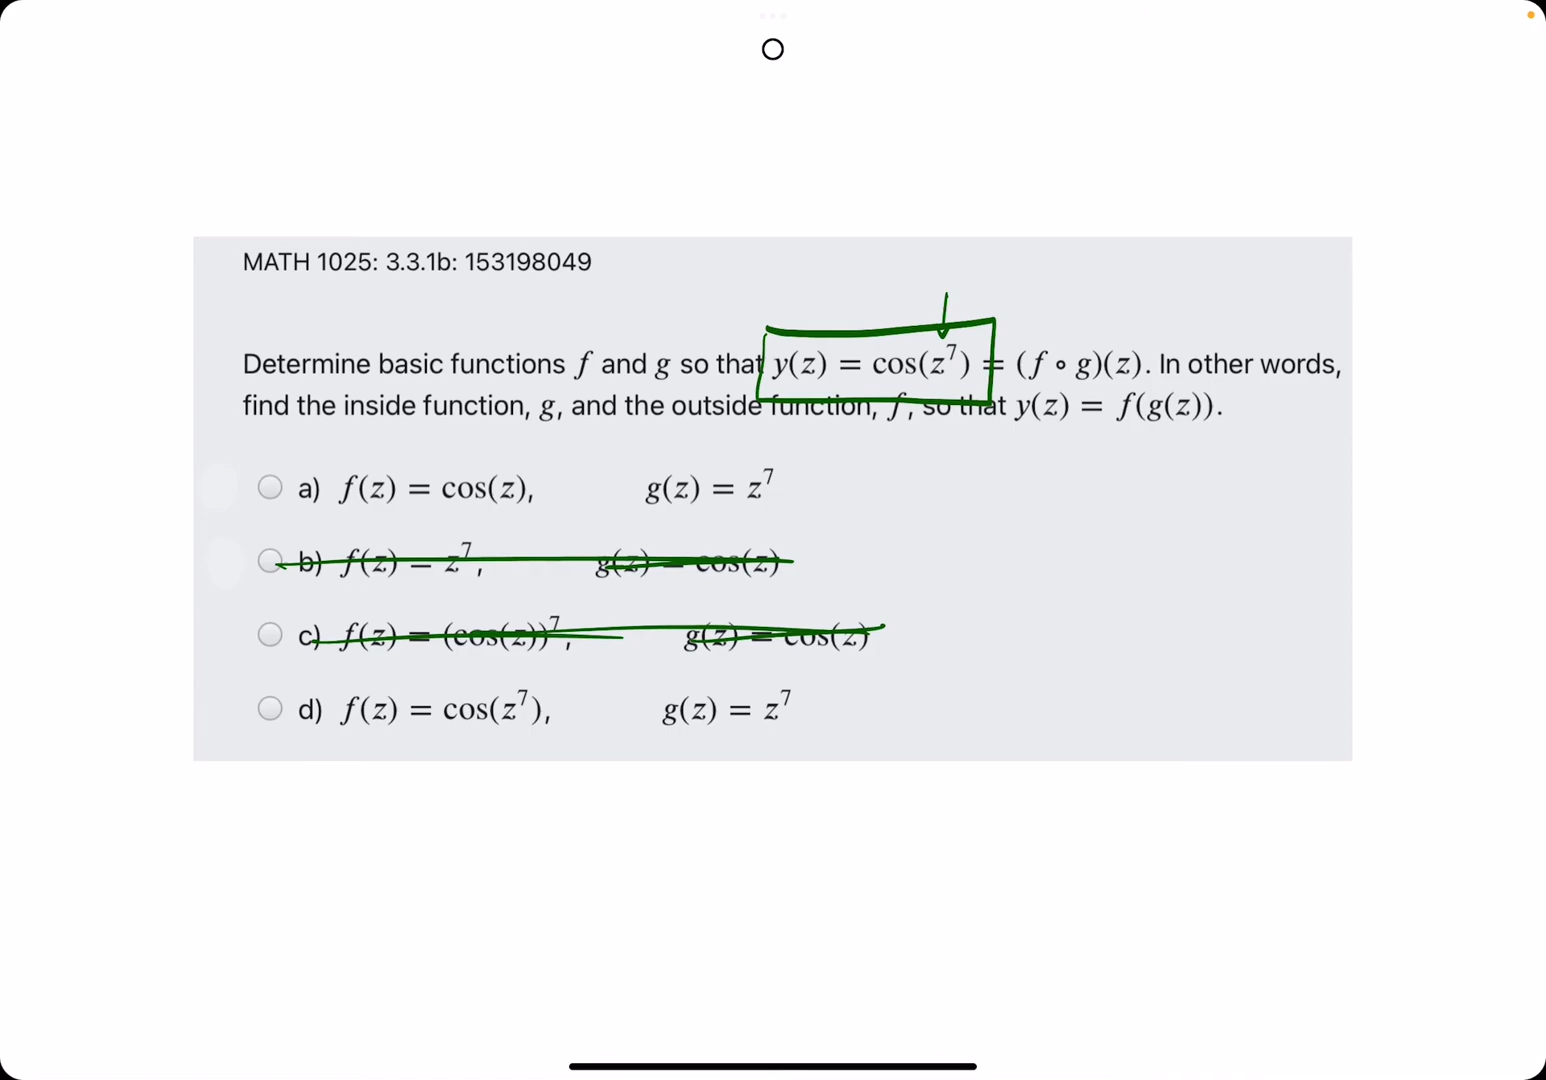 MATH 1025: 3.3.1b: 153198049
Determine basic functions f and g so that y(z) = cos(z⁷) = (f ∘ g)(z). In other words,
find the inside function, g, and the outside function, f, so that y(z) = f(g(z)).
a) f(z) = cos(z), g(z) = z⁷
b) f(z) = z⁷, g(z) = cos(z)
c) f(z) = (cos(z))⁷, g(z) = cos(z)
d) f(z) = cos(z⁷), g(z) = z⁷